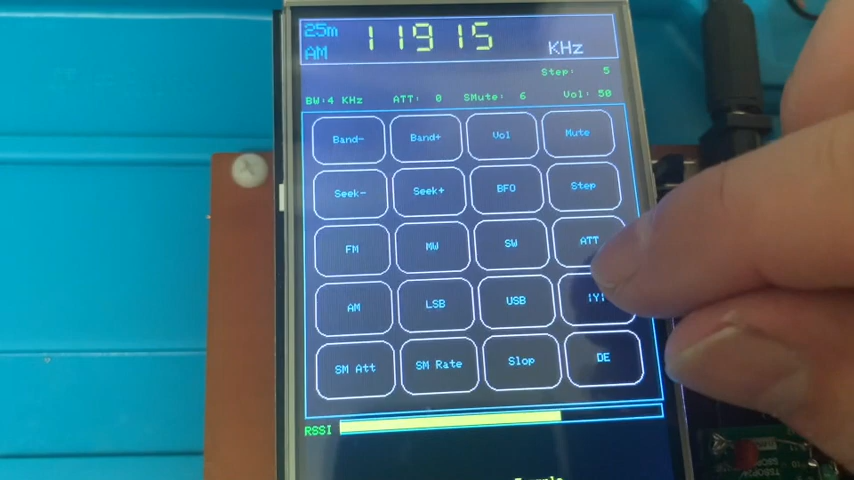 25m 11915
AM KHz
Step: 5
BW:4 KHz ATT: 0 SMute: 6 Vol: 50
Band- Band+ Vol Mute
Seek- Seek+ BFO Step
FM MW SW ATT
AM LSB USB
SM Att SM Rate Slop DE
RSSI